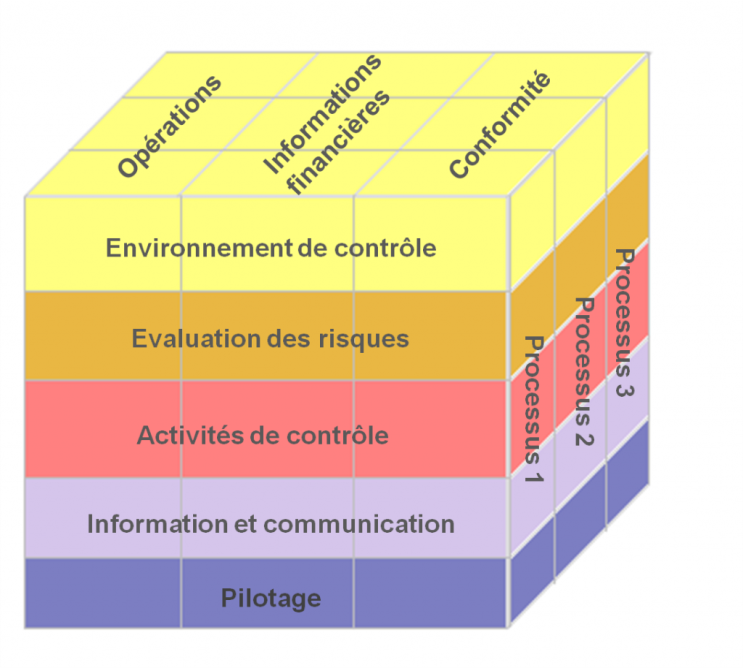 Opérations
Informations
financières
Conformité
Environnement de contrôle
Evaluation des risques
Activités de contrôle
Information et communication
Pilotage
Processus 1
Processus 2
Processus 3